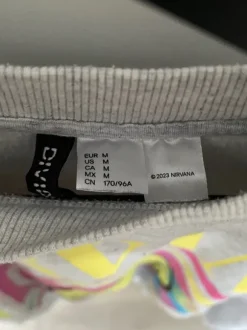 DIVIDED
EUR M
US M
CA M
MX M
CN 170/96A
© 2023 NIRVANA